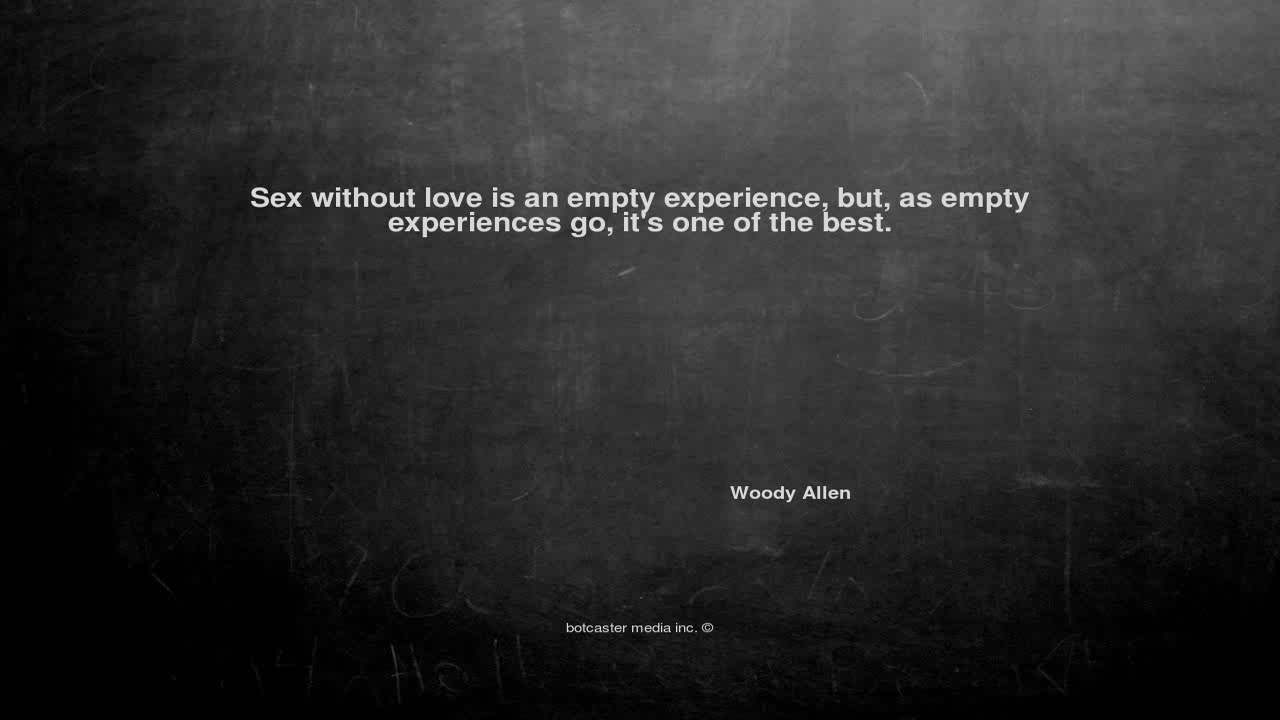 Sex without love is an empty experience, but, as empty
experiences go, it's one of the best.
Woody Allen
botcaster media inc. ©